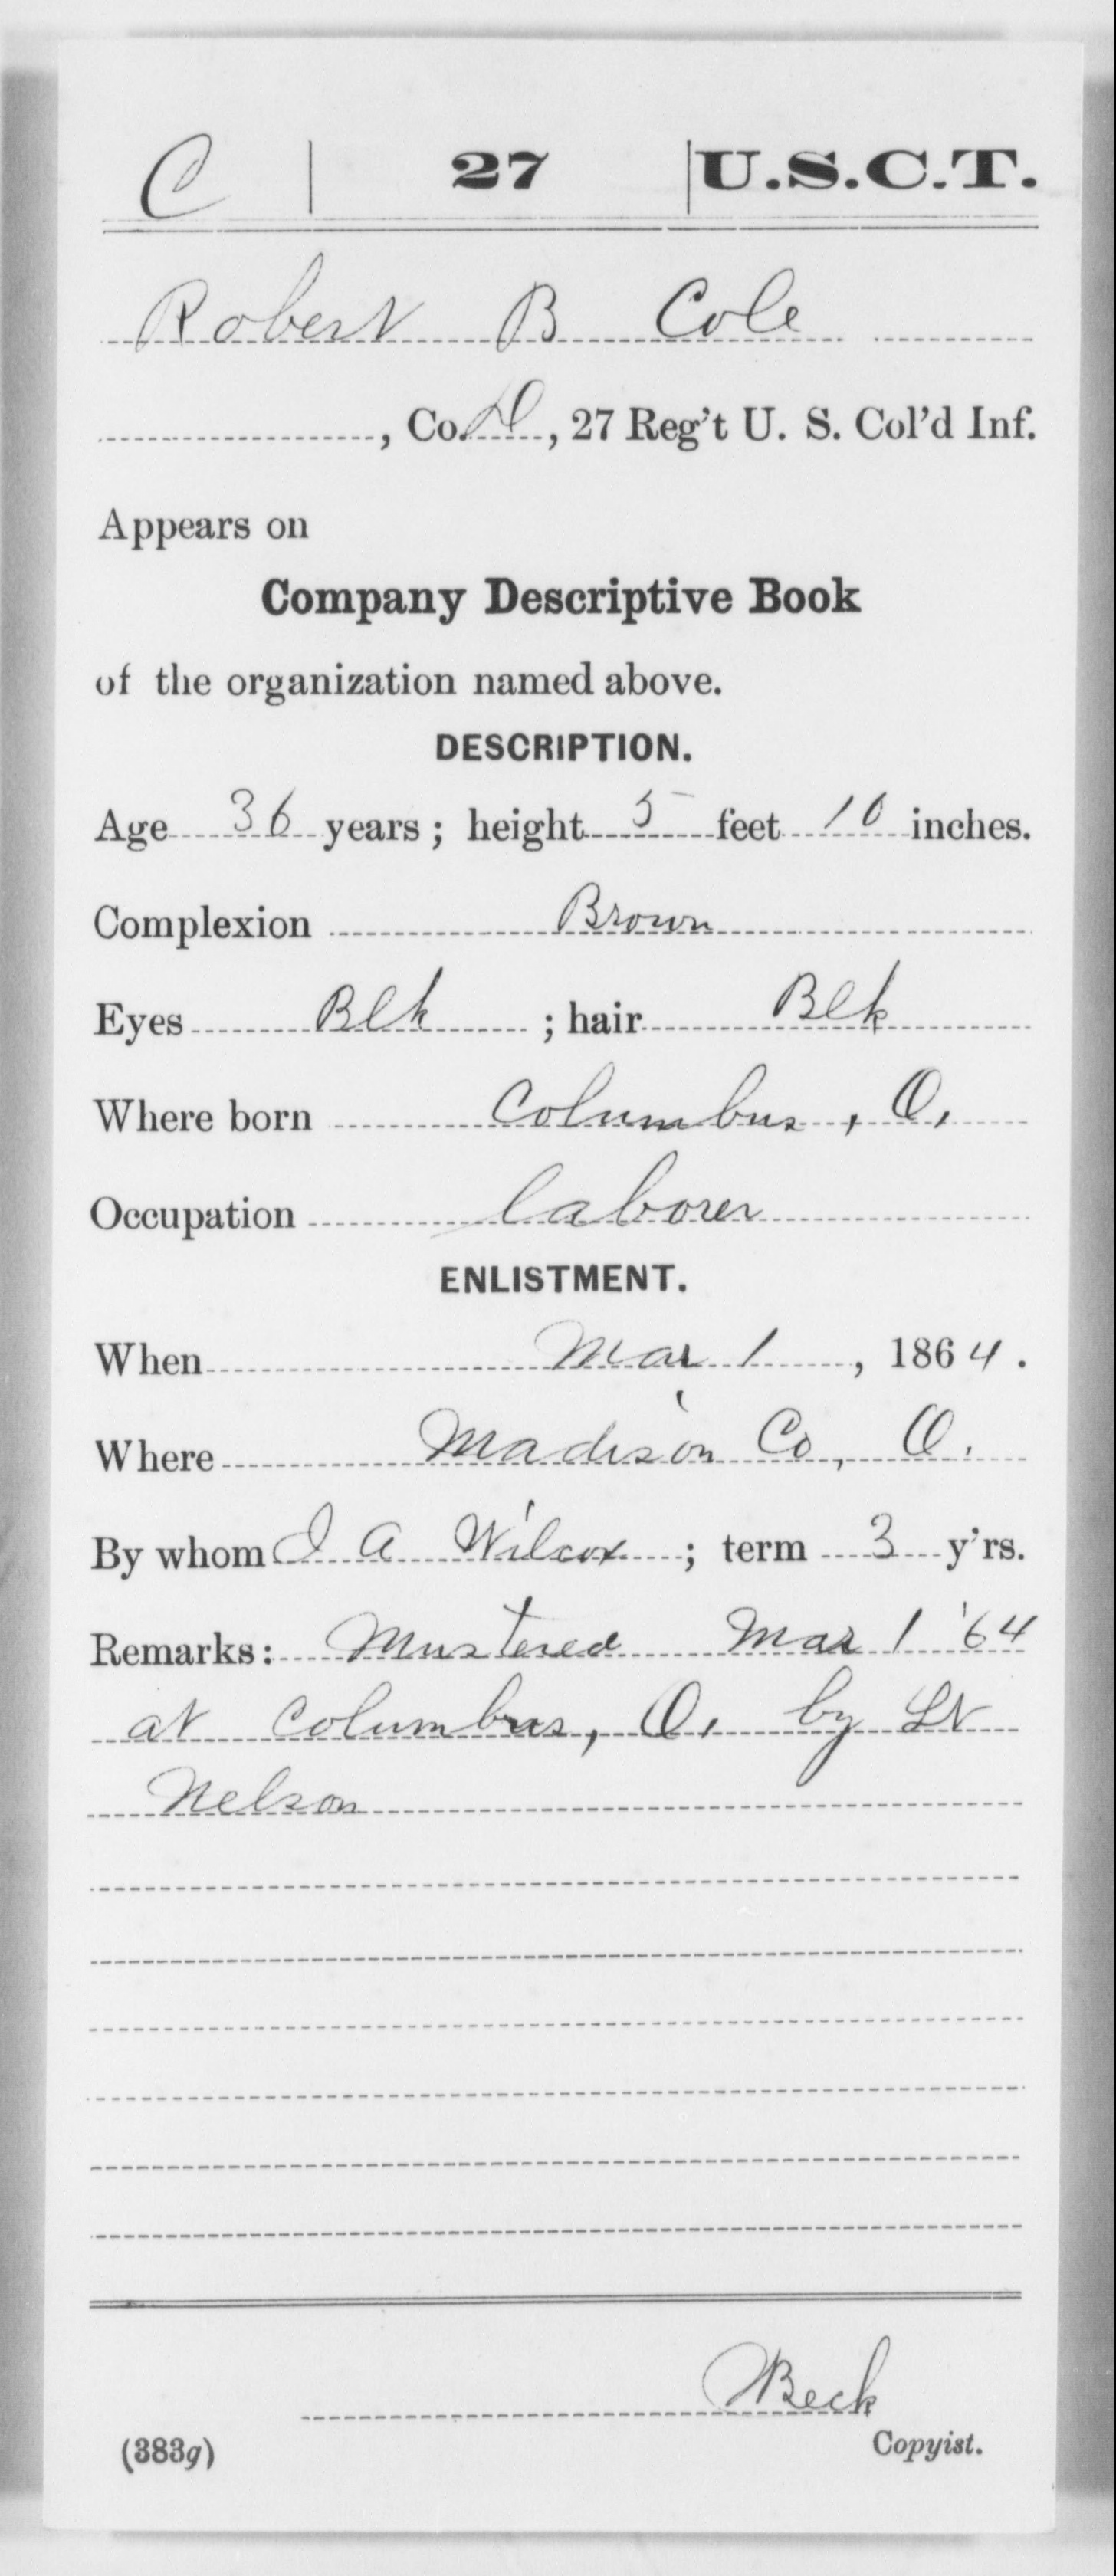 C | 27 | U.S.C.T.
Robert B Cole
, Co. D, 27 Reg't U. S. Col'd Inf.
Appears on
Company Descriptive Book
of the organization named above.
DESCRIPTION.
Age 36 years; height 5 feet 10 inches.
Complexion Brown
Eyes Blk ; hair Blk
Where born Columbus, O.
Occupation laborer
ENLISTMENT.
When Mar 1, 1864.
Where Madison Co, O.
By whom I A Wilcox; term 3 y'rs.
Remarks: Mustered Mar 1 '64
at Columbus, O. by Lt
Nelson
Beck
(383g) Copyist.